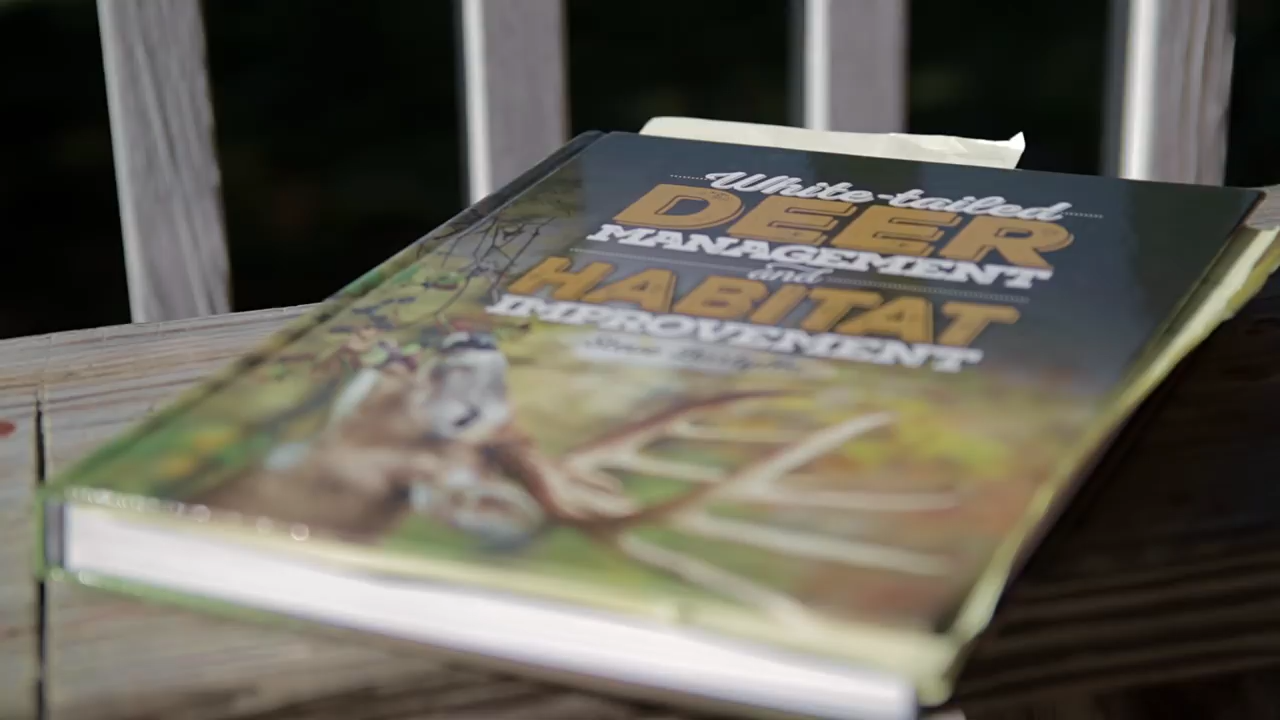 White-tailed
DEER
MANAGEMENT
and
HABITAT
IMPROVEMENT